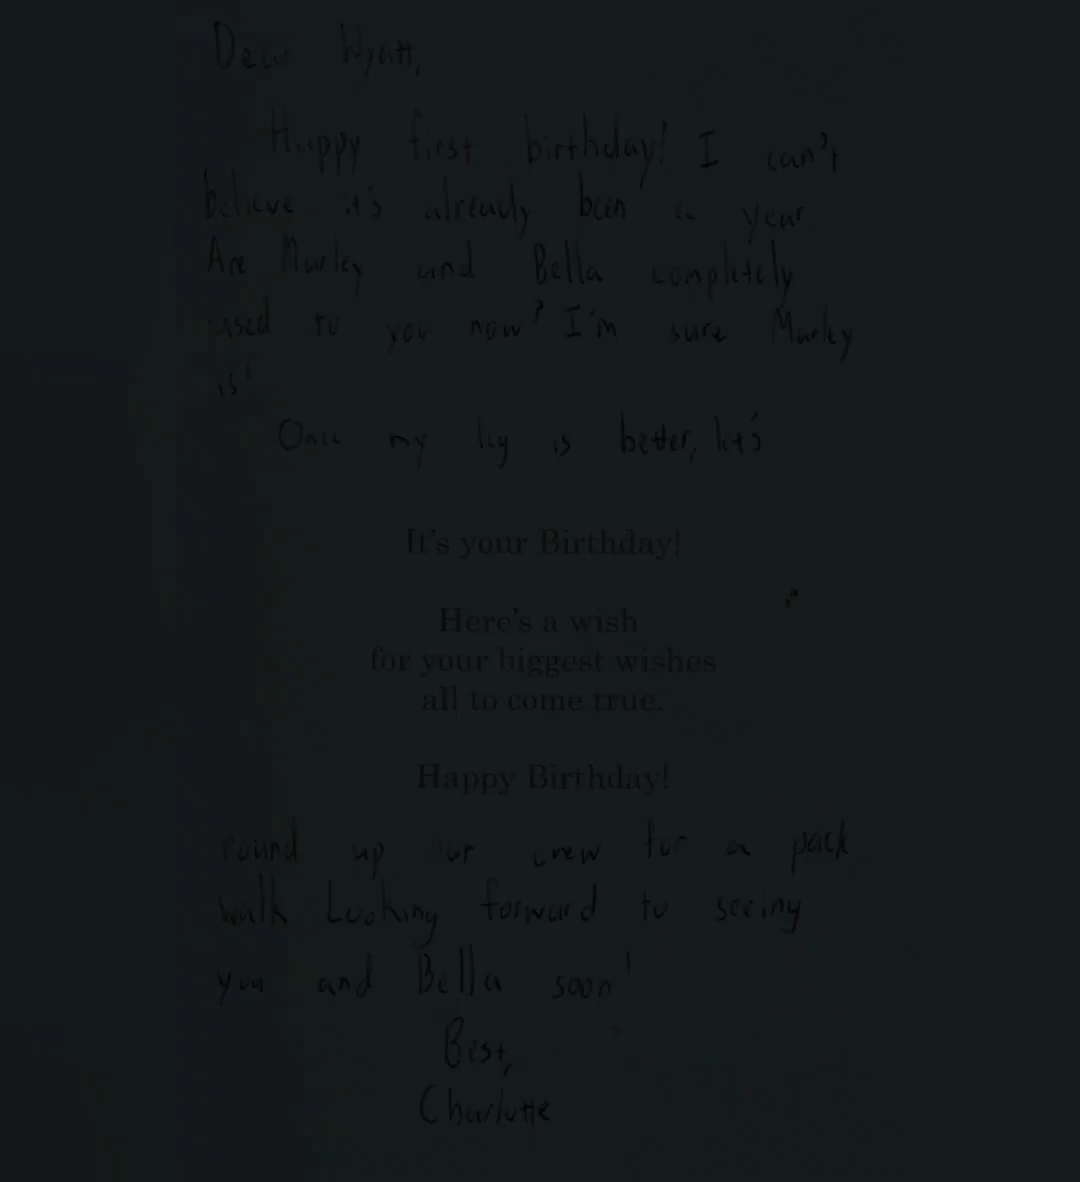 Dear Wyatt,
Happy first birthday! I can't
believe it's already been a year
Are Marley and Bella completely
used to you now? I'm sure Marley
is!
Once my leg is better, let's
It's your Birthday!
Here's a wish
for your biggest wishes
all to come true.
Happy Birthday!
round up our crew for a pack
walk Looking forward to seeing
you and Bella soon!
Best,
Charlotte